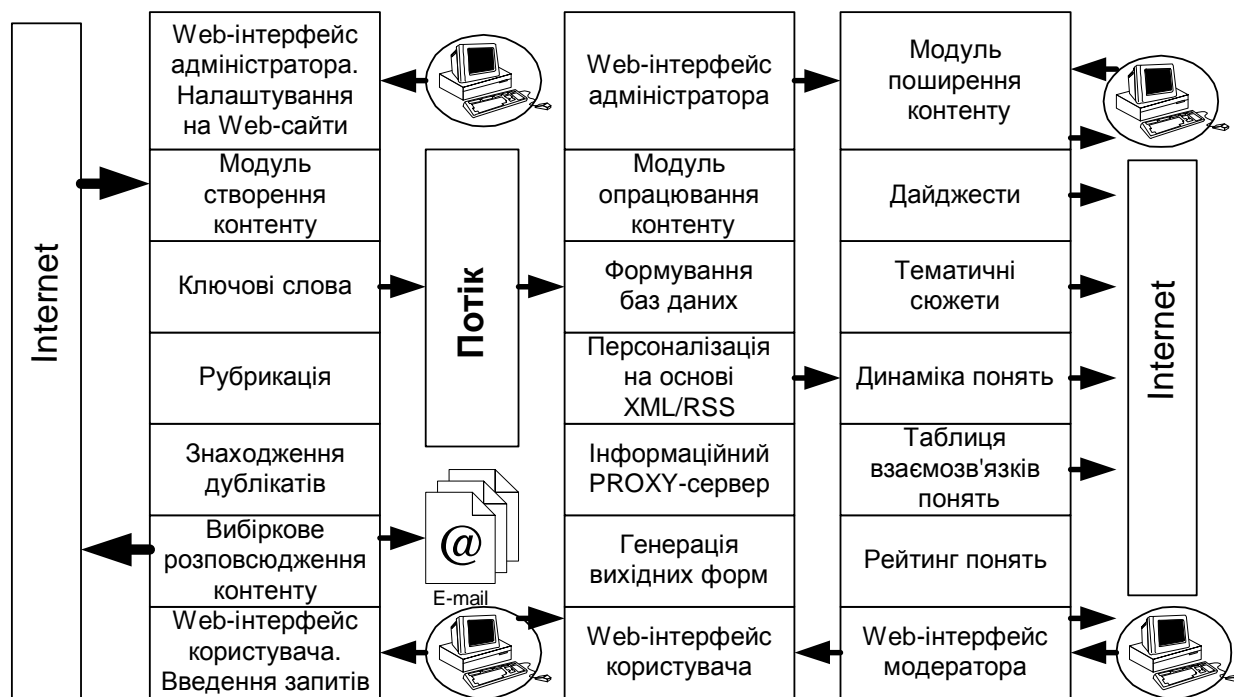 Internet
Web-інтерфейс
адміністратора.
Налаштування
на Web-сайти
Модуль
створення
контенту
Ключові слова
Рубрикація
Знаходження
дублікатів
Вибіркове
розповсюдження
контенту
Web-інтерфейс
користувача.
Введення запитів
Потік
@
E-mail
Web-інтерфейс
адміністратора
Модуль
опрацювання
контенту
Формування
баз даних
Персоналізація
на основі
XML/RSS
Інформаційний
PROXY-сервер
Генерація
вихідних форм
Web-інтерфейс
користувача
Модуль
поширення
контенту
Дайджести
Тематичні
сюжети
Динаміка понять
Таблиця
взаємозв'язків
понять
Рейтинг понять
Web-інтерфейс
модератора
Internet